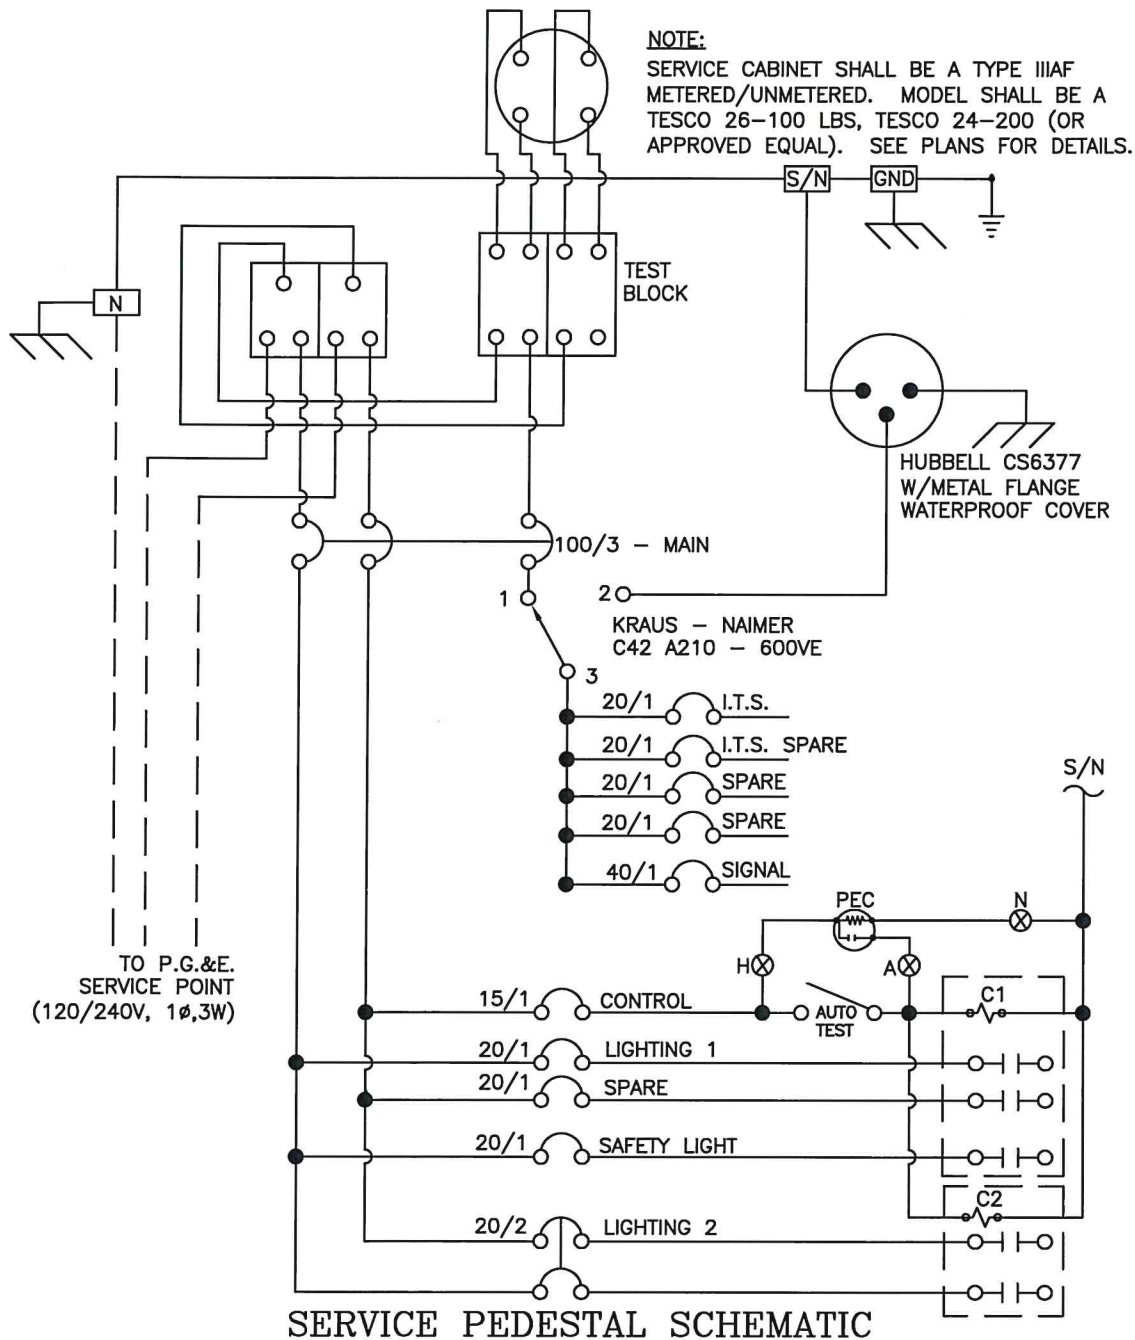 NOTE:
SERVICE CABINET SHALL BE A TYPE IIIAF
METERED/UNMETERED. MODEL SHALL BE A
TESCO 26-100 LBS, TESCO 24-200 (OR
APPROVED EQUAL). SEE PLANS FOR DETAILS.
S/N
GND
TEST
BLOCK
N
HUBBELL CS6377
W/METAL FLANGE
WATERPROOF COVER
100/3 - MAIN
1
2
KRAUS - NAIMER
C42 A210 - 600VE
3
20/1 I.T.S.
20/1 I.T.S. SPARE
20/1 SPARE
20/1 SPARE
40/1 SIGNAL
S/N
PEC
N
H
A
TO P.G.&E.
SERVICE POINT
(120/240V, 1ø,3W)
15/1 CONTROL
AUTO
TEST
C1
20/1 LIGHTING 1
20/1 SPARE
20/1 SAFETY LIGHT
C2
20/2 LIGHTING 2
SERVICE PEDESTAL SCHEMATIC